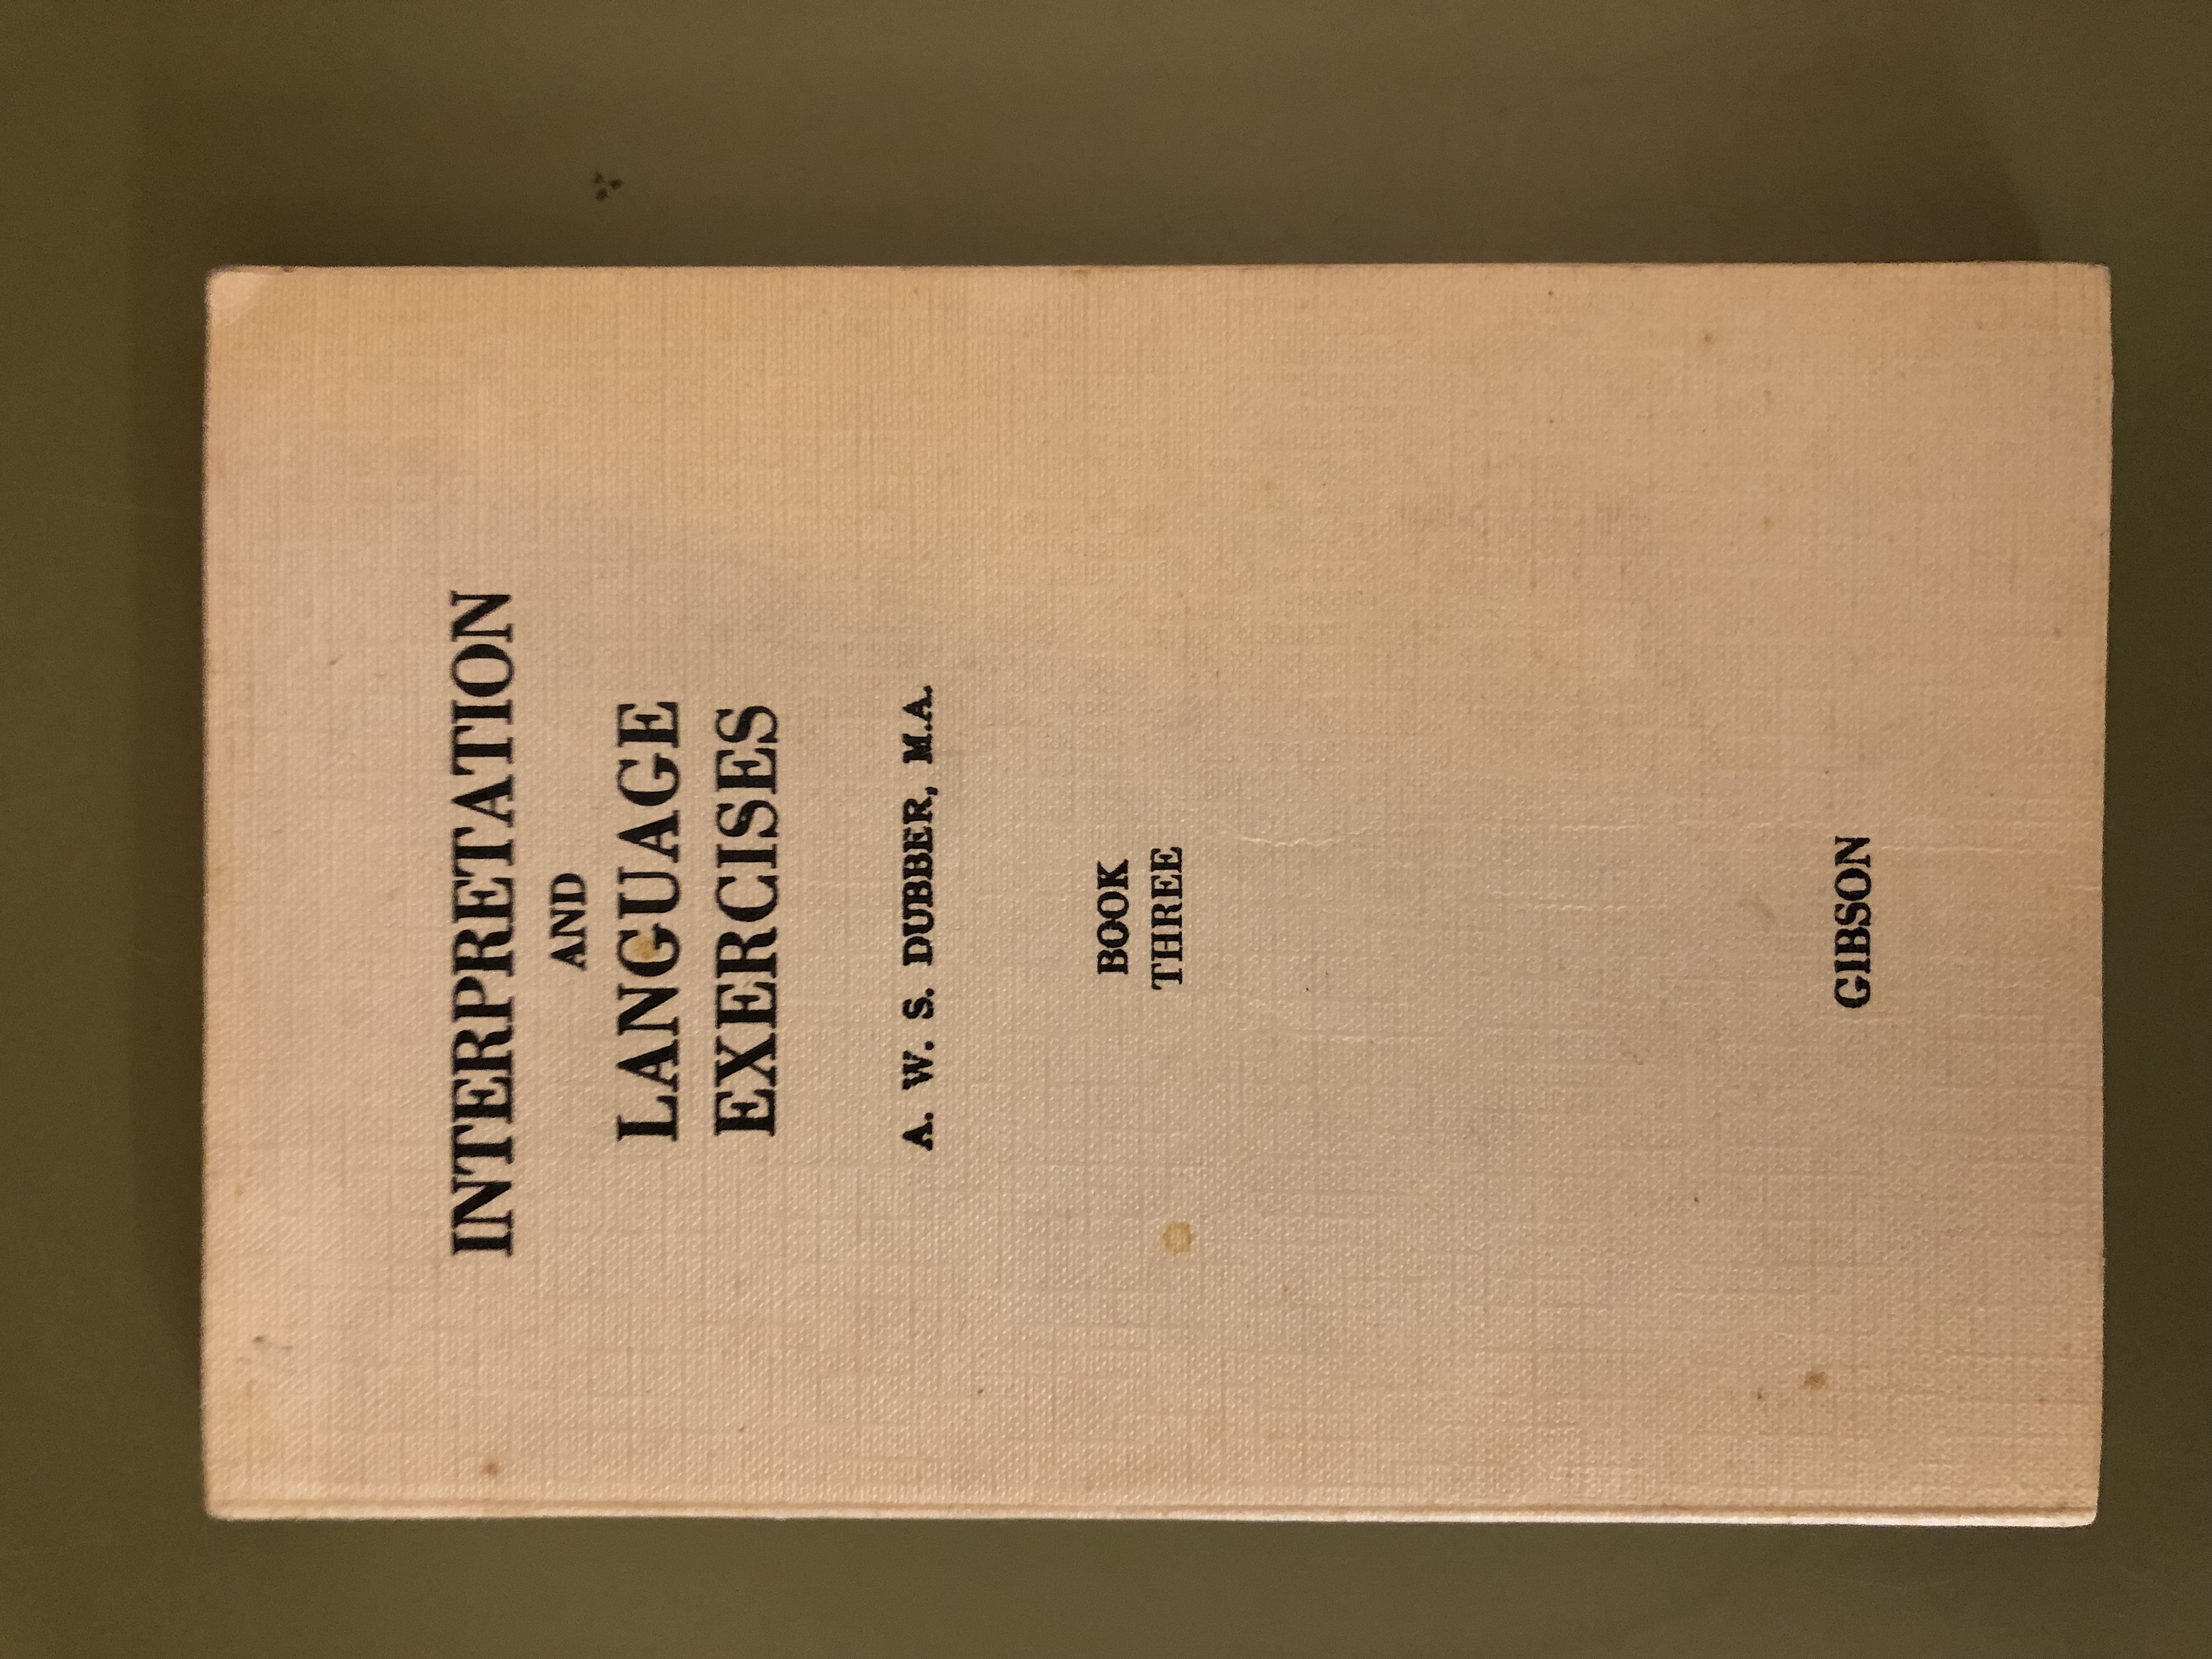 INTERPRETATION
AND
LANGUAGE
EXERCISES
A. W. S. DUBBER, M.A.
BOOK
THREE
GIBSON